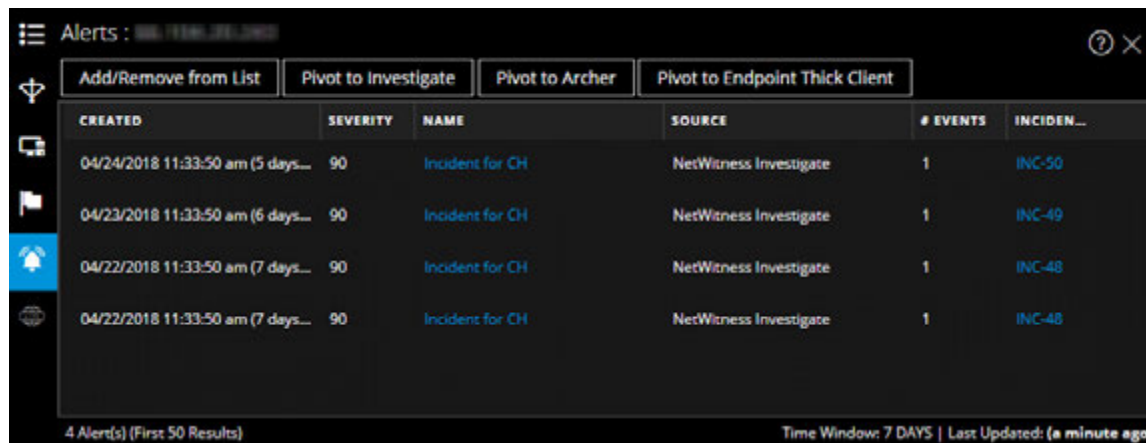 Alerts :
Add/Remove from List Pivot to Investigate Pivot to Archer Pivot to Endpoint Thick Client
CREATED SEVERITY NAME SOURCE # EVENTS INCIDEN...
04/24/2018 11:33:50 am (5 days... 90 Incident for CH NetWitness Investigate 1 INC-50
04/23/2018 11:33:50 am (6 days... 90 Incident for CH NetWitness Investigate 1 INC-49
04/22/2018 11:33:50 am (7 days... 90 Incident for CH NetWitness Investigate 1 INC-48
04/22/2018 11:33:50 am (7 days... 90 Incident for CH NetWitness Investigate 1 INC-48
4 Alert(s) (First 50 Results) Time Window: 7 DAYS | Last Updated: (a minute ago